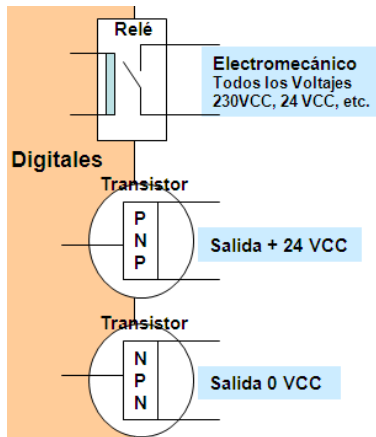 Relé
Electromecánico
Todos los Voltajes
230VCC, 24 VCC, etc.
Digitales
Transistor
P
N
P
Salida + 24 VCC
Transistor
N
P
N
Salida 0 VCC